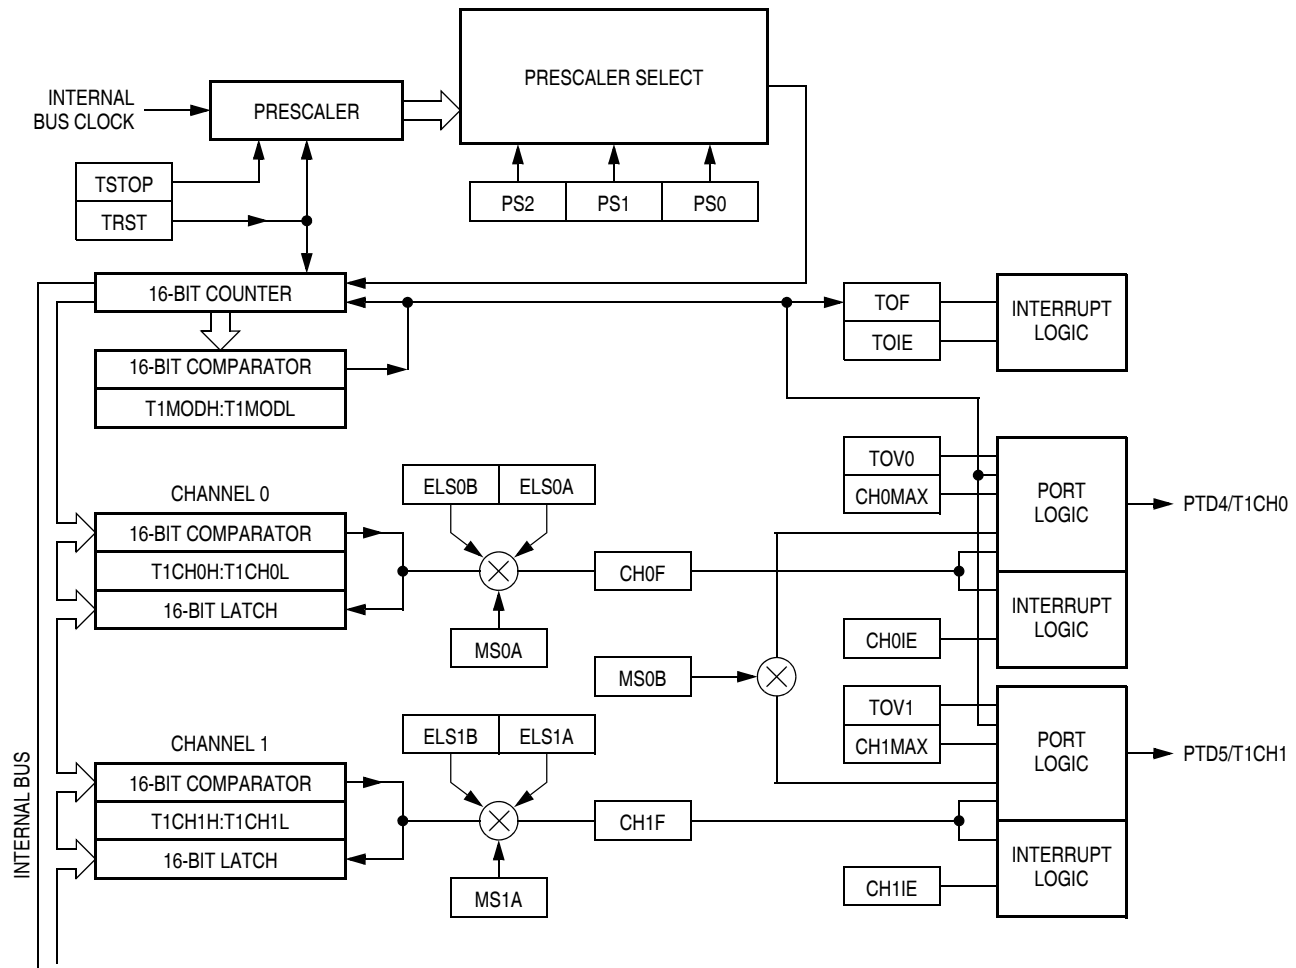 PRESCALER SELECT
INTERNAL
BUS CLOCK
PRESCALER
TSTOP
TRST
PS2 PS1 PS0
16-BIT COUNTER
TOF
TOIE
INTERRUPT
LOGIC
16-BIT COMPARATOR
T1MODH:T1MODL
CHANNEL 0
16-BIT COMPARATOR
T1CH0H:T1CH0L
16-BIT LATCH
ELS0B ELS0A
MS0A
CH0F
TOV0
CH0MAX
PORT
LOGIC
PTD4/T1CH0
INTERRUPT
LOGIC
CH0IE
MS0B
CHANNEL 1
16-BIT COMPARATOR
T1CH1H:T1CH1L
16-BIT LATCH
ELS1B ELS1A
MS1A
CH1F
TOV1
CH1MAX
PORT
LOGIC
PTD5/T1CH1
INTERRUPT
LOGIC
CH1IE
INTERNAL BUS